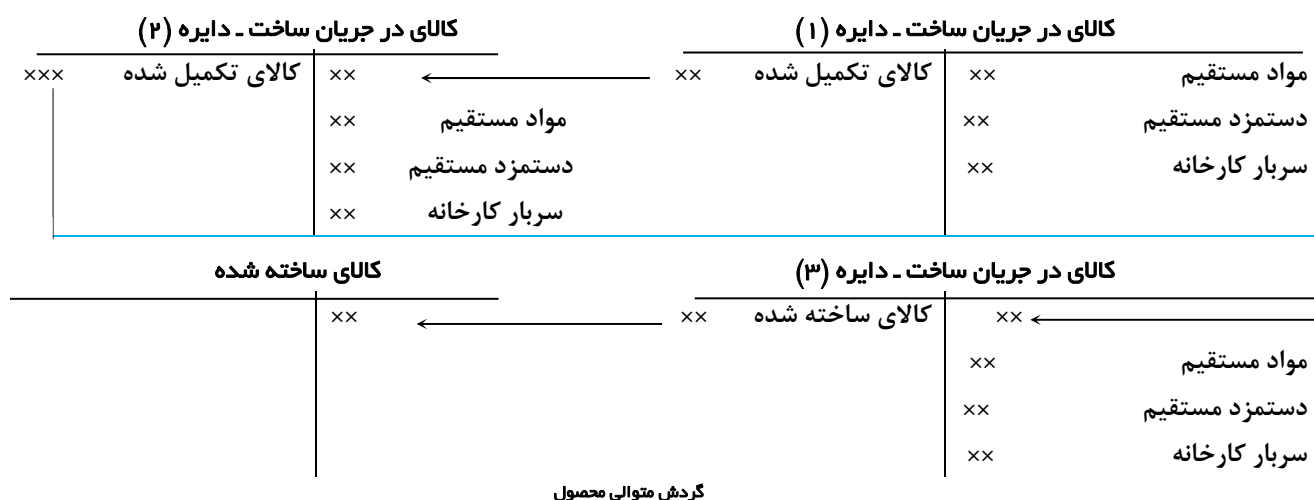 کالای در جریان ساخت ـ دایره (۱)
مواد مستقیم ×× کالای تکمیل شده ××
دستمزد مستقیم ××
سربار کارخانه ××
کالای در جریان ساخت ـ دایره (۲)
×× کالای تکمیل شده ×××
مواد مستقیم ××
دستمزد مستقیم ××
سربار کارخانه ××
کالای در جریان ساخت ـ دایره (۳)
×× کالای ساخته شده ××
مواد مستقیم ××
دستمزد مستقیم ××
سربار کارخانه ××
کالای ساخته شده
××
گردش متوالی محصول